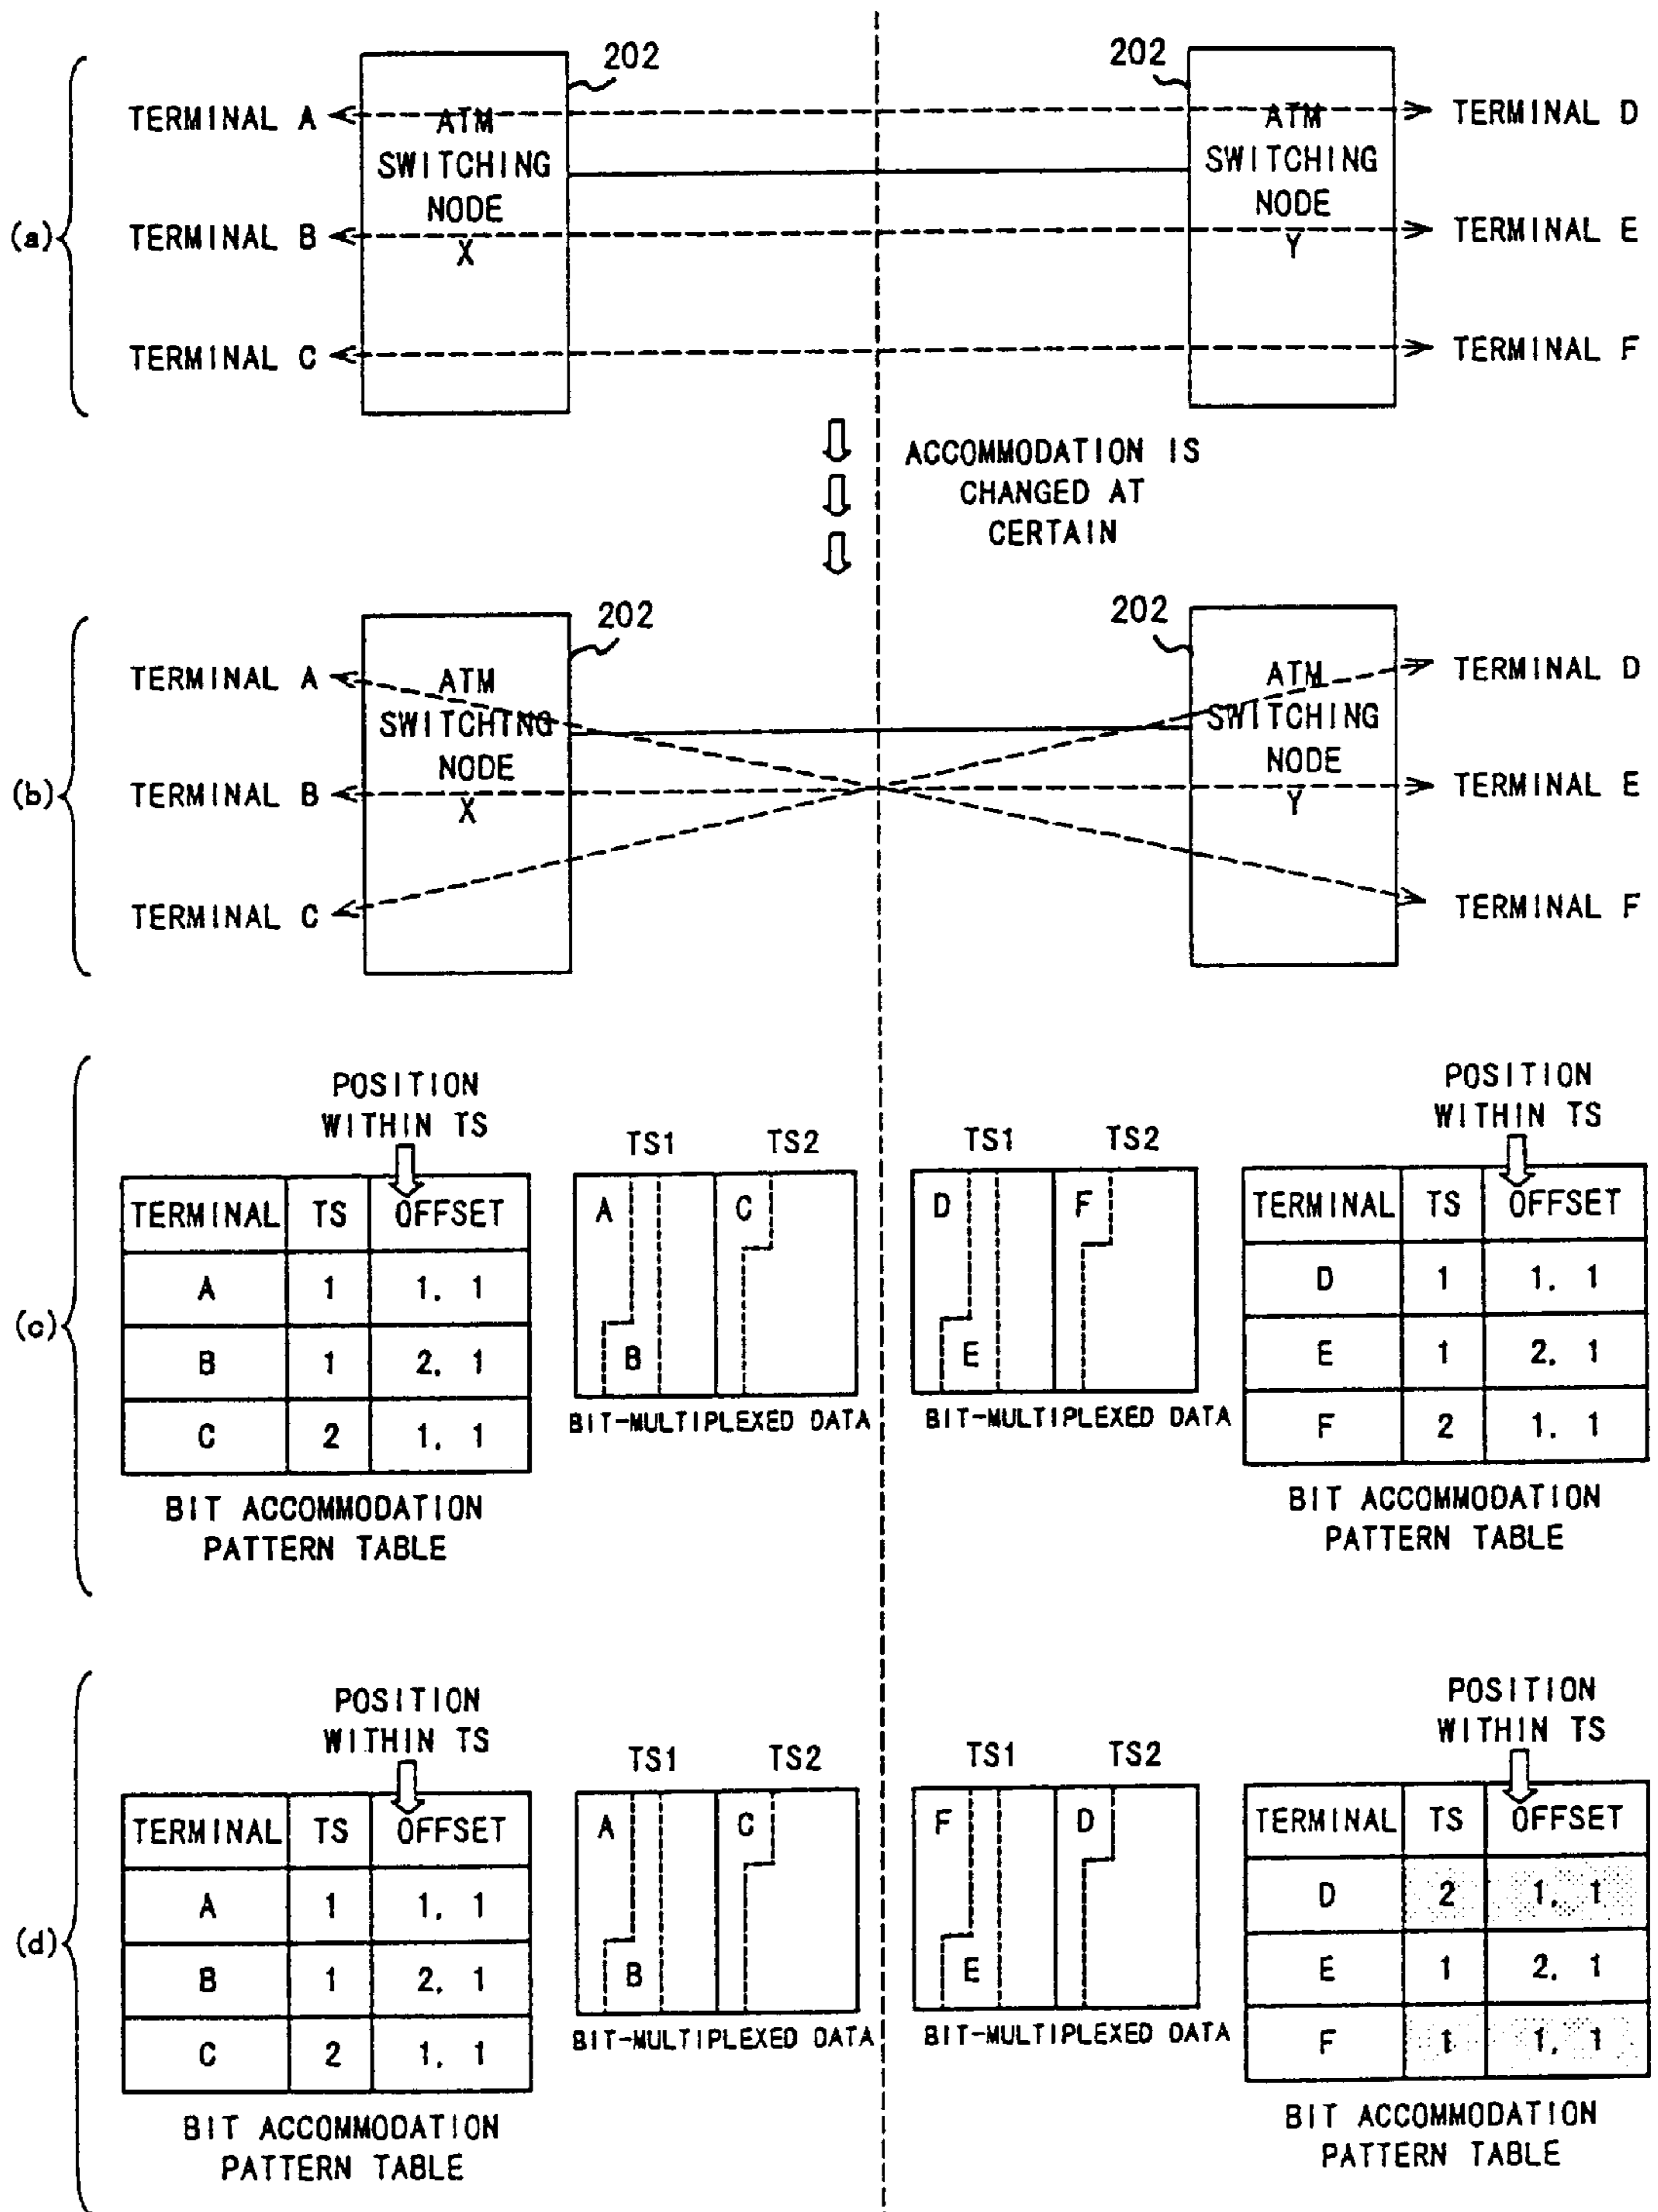 (a)
202
202
TERMINAL A
ATM
SWITCHING
NODE
X
ATM
SWITCHING
NODE
Y
TERMINAL D
TERMINAL B
TERMINAL E
TERMINAL C
TERMINAL F
ACCOMMODATION IS
CHANGED AT
CERTAIN
(b)
202
202
TERMINAL A
ATM
SWITCHING
NODE
X
ATM
SWITCHING
NODE
Y
TERMINAL D
TERMINAL B
TERMINAL E
TERMINAL C
TERMINAL F
(c)
POSITION
WITHIN TS
TERMINAL TS OFFSET
A 1 1, 1
B 1 2, 1
C 2 1, 1
BIT ACCOMMODATION
PATTERN TABLE
TS1 TS2
A C
B
BIT-MULTIPLEXED DATA
TS1 TS2
D F
E
BIT-MULTIPLEXED DATA
POSITION
WITHIN TS
TERMINAL TS OFFSET
D 1 1, 1
E 1 2, 1
F 2 1, 1
BIT ACCOMMODATION
PATTERN TABLE
(d)
POSITION
WITHIN TS
TERMINAL TS OFFSET
A 1 1, 1
B 1 2, 1
C 2 1, 1
BIT ACCOMMODATION
PATTERN TABLE
TS1 TS2
A C
B
BIT-MULTIPLEXED DATA
TS1 TS2
F D
E
BIT-MULTIPLEXED DATA
POSITION
WITHIN TS
TERMINAL TS OFFSET
D 2 1, 1
E 1 2, 1
F 1 1, 1
BIT ACCOMMODATION
PATTERN TABLE